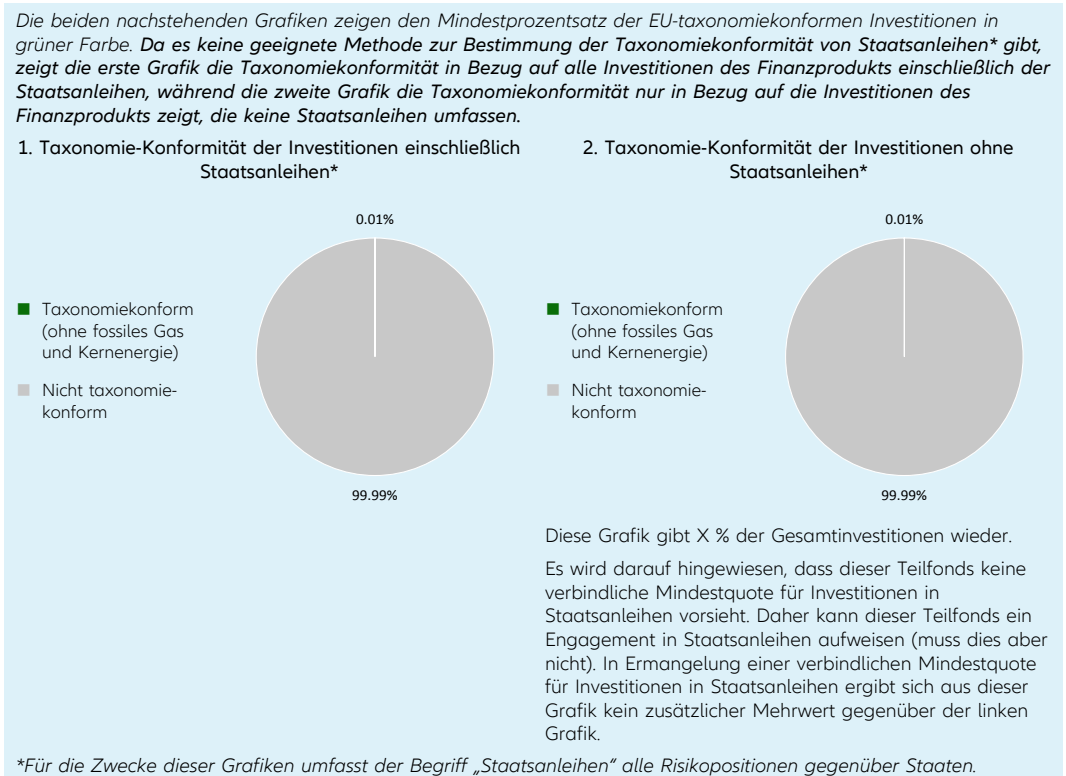 Die beiden nachstehenden Grafiken zeigen den Mindestprozentsatz der EU-taxonomiekonformen Investitionen in
grüner Farbe. Da es keine geeignete Methode zur Bestimmung der Taxonomiekonformität von Staatsanleihen* gibt,
zeigt die erste Grafik die Taxonomiekonformität in Bezug auf alle Investitionen des Finanzprodukts einschließlich der
Staatsanleihen, während die zweite Grafik die Taxonomiekonformität nur in Bezug auf die Investitionen des
Finanzprodukts zeigt, die keine Staatsanleihen umfassen.
1. Taxonomie-Konformität der Investitionen einschließlich
Staatsanleihen*
0.01%
Taxonomiekonform
(ohne fossiles Gas
und Kernenergie)
Nicht taxonomie-
konform
99.99%
2. Taxonomie-Konformität der Investitionen ohne
Staatsanleihen*
0.01%
Taxonomiekonform
(ohne fossiles Gas
und Kernenergie)
Nicht taxonomie-
konform
99.99%
Diese Grafik gibt X % der Gesamtinvestitionen wieder.
Es wird darauf hingewiesen, dass dieser Teilfonds keine
verbindliche Mindestquote für Investitionen in
Staatsanleihen vorsieht. Daher kann dieser Teilfonds ein
Engagement in Staatsanleihen aufweisen (muss dies aber
nicht). In Ermangelung einer verbindlichen Mindestquote
für Investitionen in Staatsanleihen ergibt sich aus dieser
Grafik kein zusätzlicher Mehrwert gegenüber der linken
Grafik.
*Für die Zwecke dieser Grafiken umfasst der Begriff „Staatsanleihen“ alle Risikopositionen gegenüber Staaten.